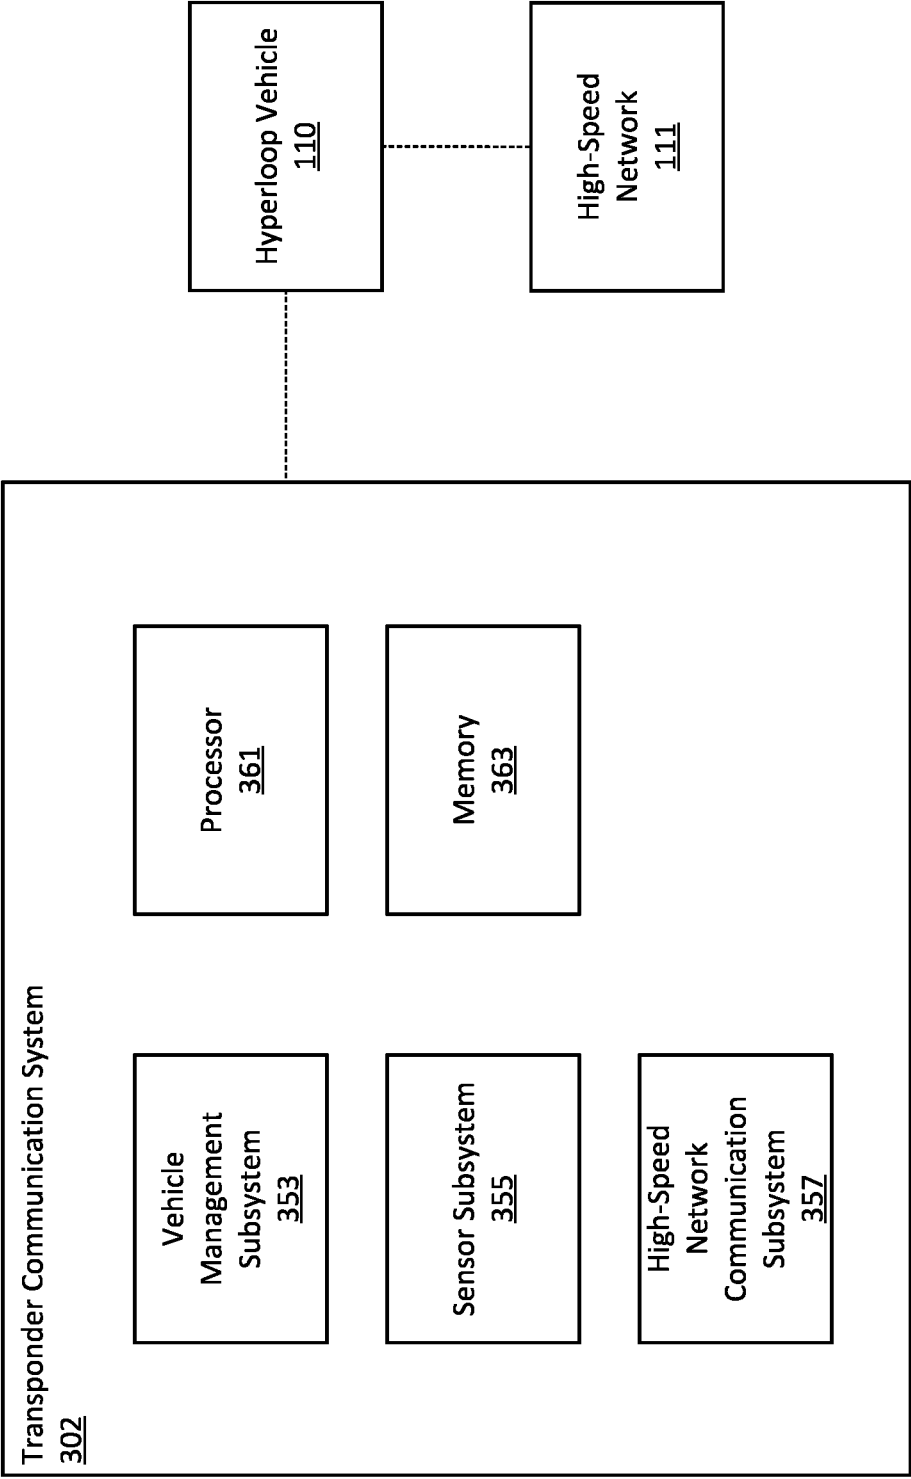 Transponder Communication System
302
Vehicle
Management
Subsystem
353
Processor
361
Sensor Subsystem
355
Memory
363
High-Speed
Network
Communication
Subsystem
357
Hyperloop Vehicle
110
High-Speed
Network
111